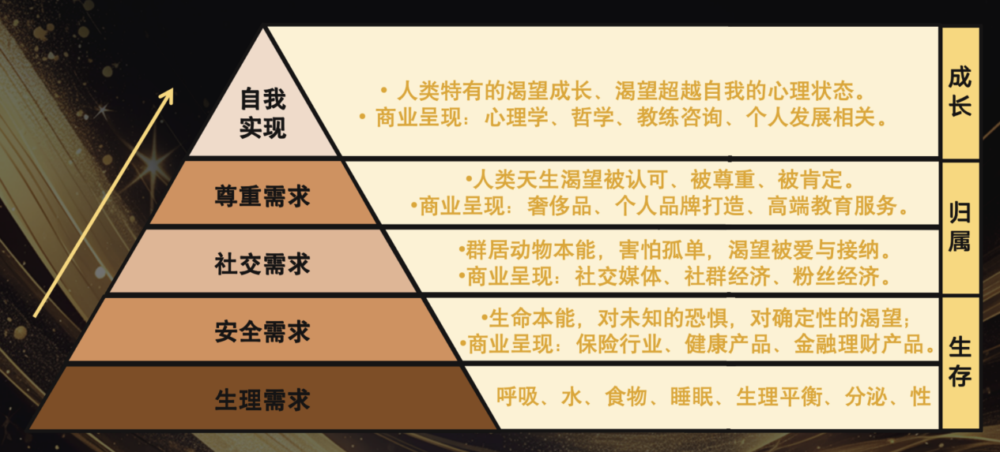 自我
实现
• 人类特有的渴望成长、渴望超越自我的心理状态。
• 商业呈现：心理学、哲学、教练咨询、个人发展相关。
成
长
尊重需求
•人类天生渴望被认可、被尊重、被肯定。
•商业呈现：奢侈品、个人品牌打造、高端教育服务。
归
属
社交需求
•群居动物本能，害怕孤单，渴望被爱与接纳。
•商业呈现：社交媒体、社群经济、粉丝经济。
安全需求
•生命本能，对未知的恐惧，对确定性的渴望；
•商业呈现：保险行业、健康产品、金融理财产品。
生
存
生理需求
呼吸、水、食物、睡眠、生理平衡、分泌、性